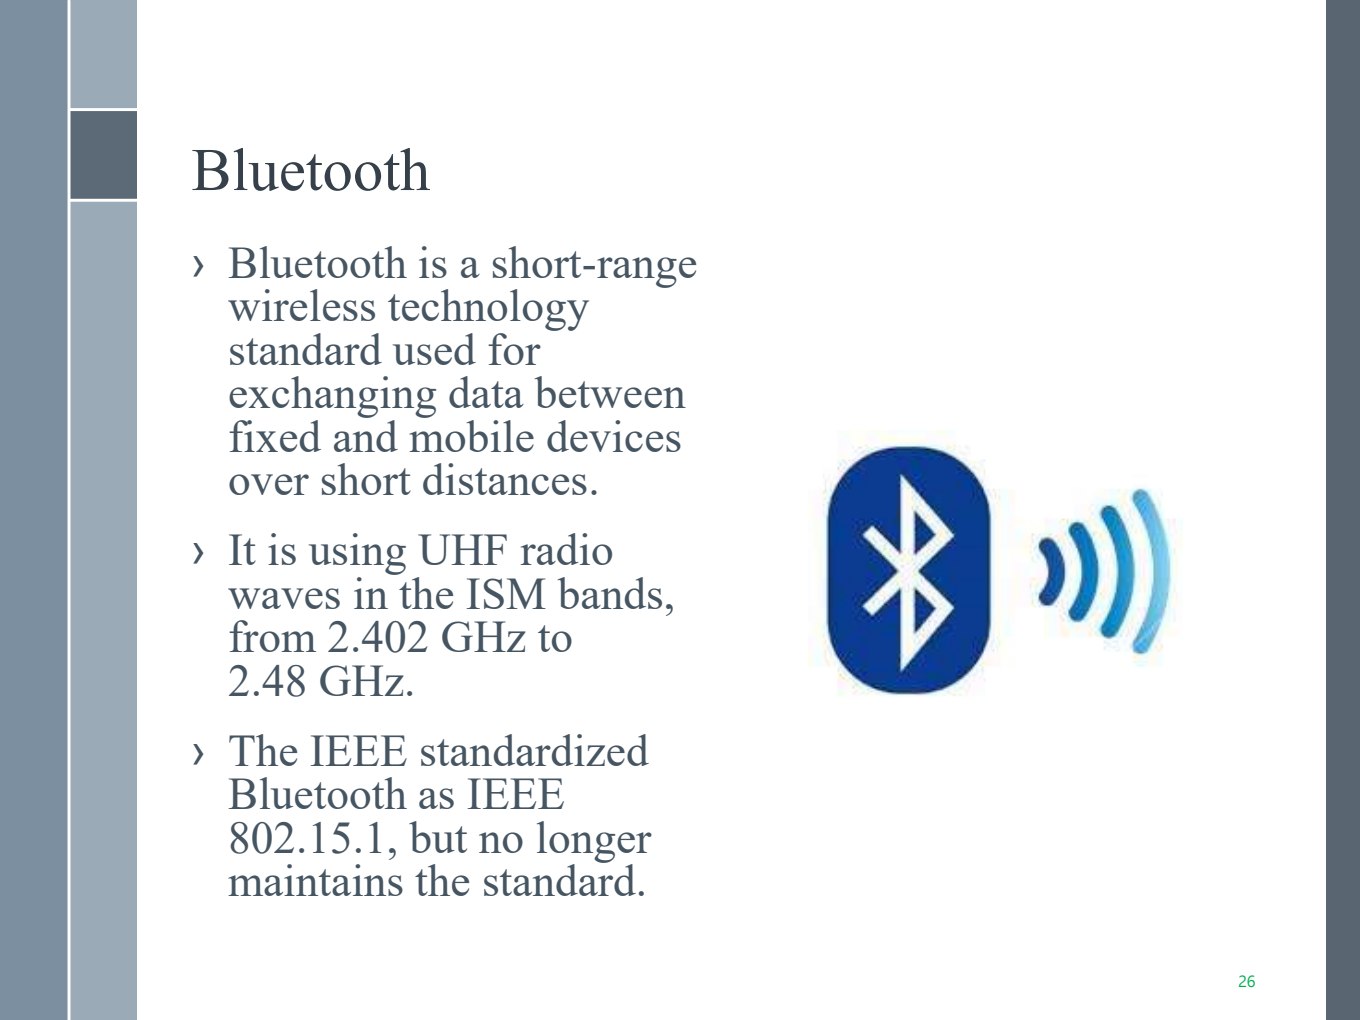 Bluetooth
› Bluetooth is a short-range
wireless technology
standard used for
exchanging data between
fixed and mobile devices
over short distances.
› It is using UHF radio
waves in the ISM bands,
from 2.402 GHz to
2.48 GHz.
› The IEEE standardized
Bluetooth as IEEE
802.15.1, but no longer
maintains the standard.
26